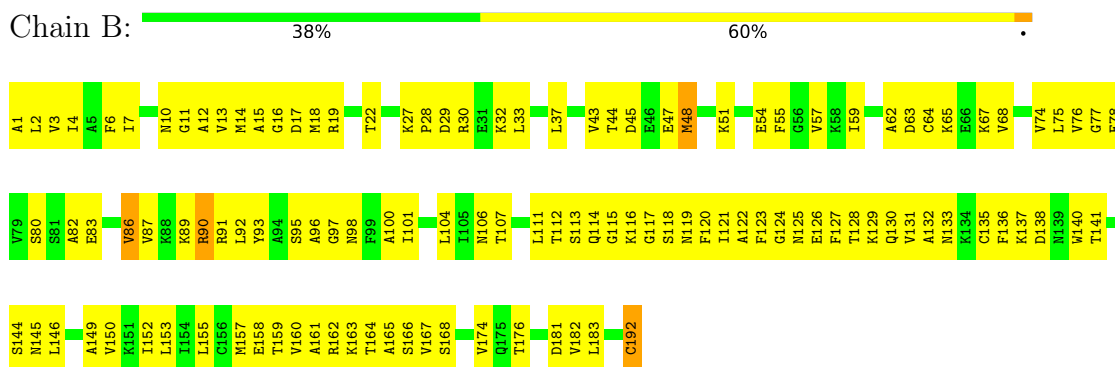 Chain B:
38% 60% •
A1 L2 V3 I4 A5 F6 I7 N10 G11 A12 V13 M14 A15 G16 D17 M18 R19 T22 K27 P28 D29 R30 E31 K32 L33 L37 V43 T44 D45 E46 E47 M48 K51 E54 F55 G56 V57 K58 I59 A62 D63 C64 K65 E66 K67 V68 V74 L75 V76 G77
V79 S80 S81 A82 E83 V86 V87 K88 K89 R90 R91 L92 Y93 A94 S95 A96 G97 N98 F99 A100 I101 L104 I105 N106 T107 L111 T112 S113 Q114 G115 K116 G117 S118 N119 F120 I121 A122 F123 G124 N125 E126 F127 T128 K129 Q130 V131 A132 N133 K134 C135 F136 K137 D138 N139 W140 T141
S144 N145 L146 A149 V150 K151 I152 L153 I154 L155 C156 M157 E158 T159 V160 A161 R162 K163 T164 A165 S166 V167 S168 V174 Q175 T176 D181 V182 L183 C192